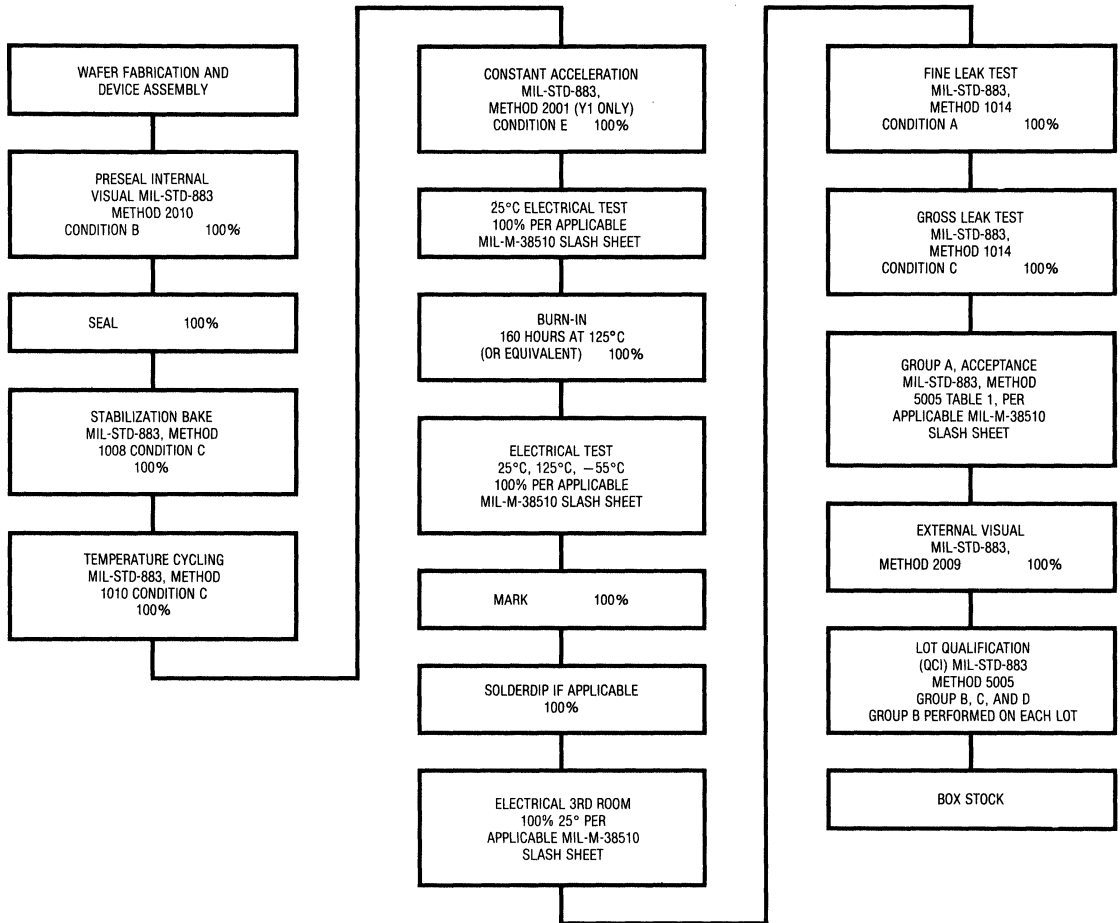 WAFER FABRICATION AND
DEVICE ASSEMBLY
PRESEAL INTERNAL
VISUAL MIL-STD-883
METHOD 2010
CONDITION B 100%
SEAL 100%
STABILIZATION BAKE
MIL-STD-883, METHOD
1008 CONDITION C
100%
TEMPERATURE CYCLING
MIL-STD-883, METHOD
1010 CONDITION C
100%
CONSTANT ACCELERATION
MIL-STD-883,
METHOD 2001 (Y1 ONLY)
CONDITION E 100%
25°C ELECTRICAL TEST
100% PER APPLICABLE
MIL-M-38510 SLASH SHEET
BURN-IN
160 HOURS AT 125°C
(OR EQUIVALENT) 100%
ELECTRICAL TEST
25°C, 125°C, −55°C
100% PER APPLICABLE
MIL-M-38510 SLASH SHEET
MARK 100%
SOLDERDIP IF APPLICABLE
100%
ELECTRICAL 3RD ROOM
100% 25° PER
APPLICABLE MIL-M-38510
SLASH SHEET
FINE LEAK TEST
MIL-STD-883,
METHOD 1014
CONDITION A 100%
GROSS LEAK TEST
MIL-STD-883,
METHOD 1014
CONDITION C 100%
GROUP A, ACCEPTANCE
MIL-STD-883, METHOD
5005 TABLE 1, PER
APPLICABLE MIL-M-38510
SLASH SHEET
EXTERNAL VISUAL
MIL-STD-883,
METHOD 2009 100%
LOT QUALIFICATION
(QCI) MIL-STD-883
METHOD 5005
GROUP B, C, AND D
GROUP B PERFORMED ON EACH LOT
BOX STOCK